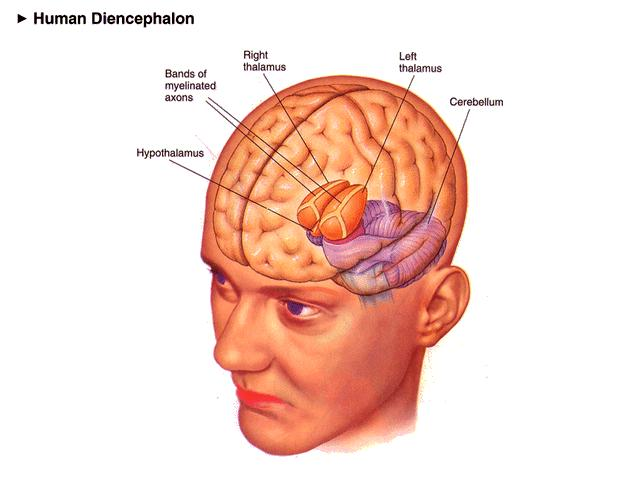 ► Human Diencephalon
Right
thalamus
Left
thalamus
Bands of
myelinated
axons
Cerebellum
Hypothalamus